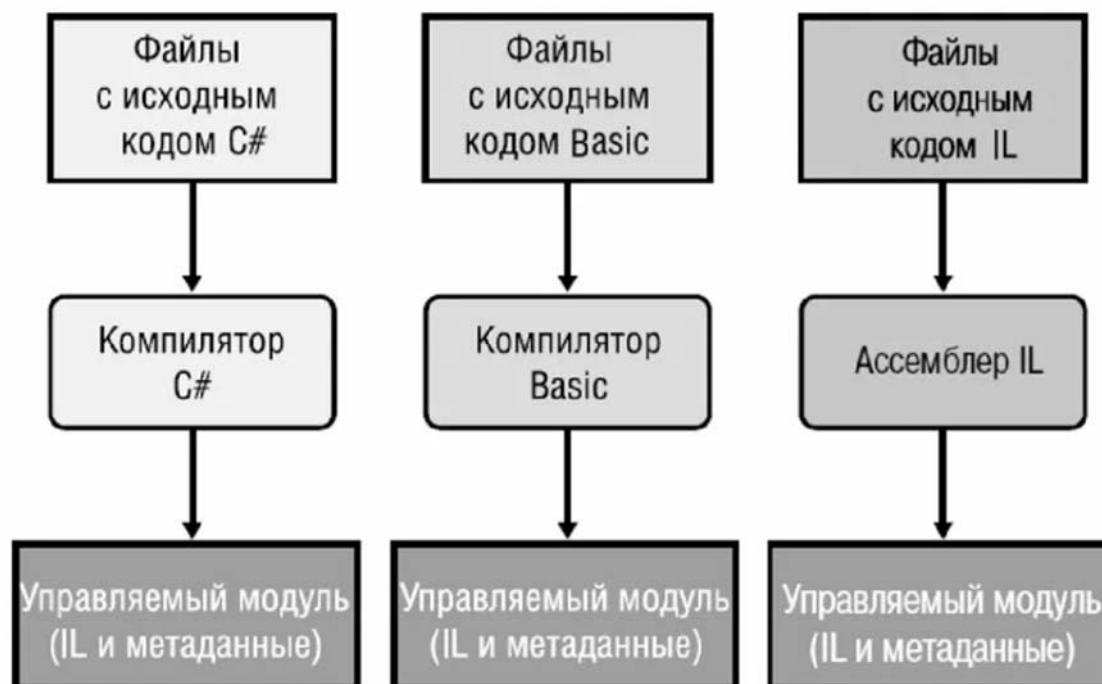 Файлы
с исходным
кодом C#
Файлы
с исходным
кодом Basic
Файлы
с исходным
кодом IL
Компилятор
C#
Компилятор
Basic
Ассемблер IL
Управляемый модуль
(IL и метаданные)
Управляемый модуль
(IL и метаданные)
Управляемый модуль
(IL и метаданные)